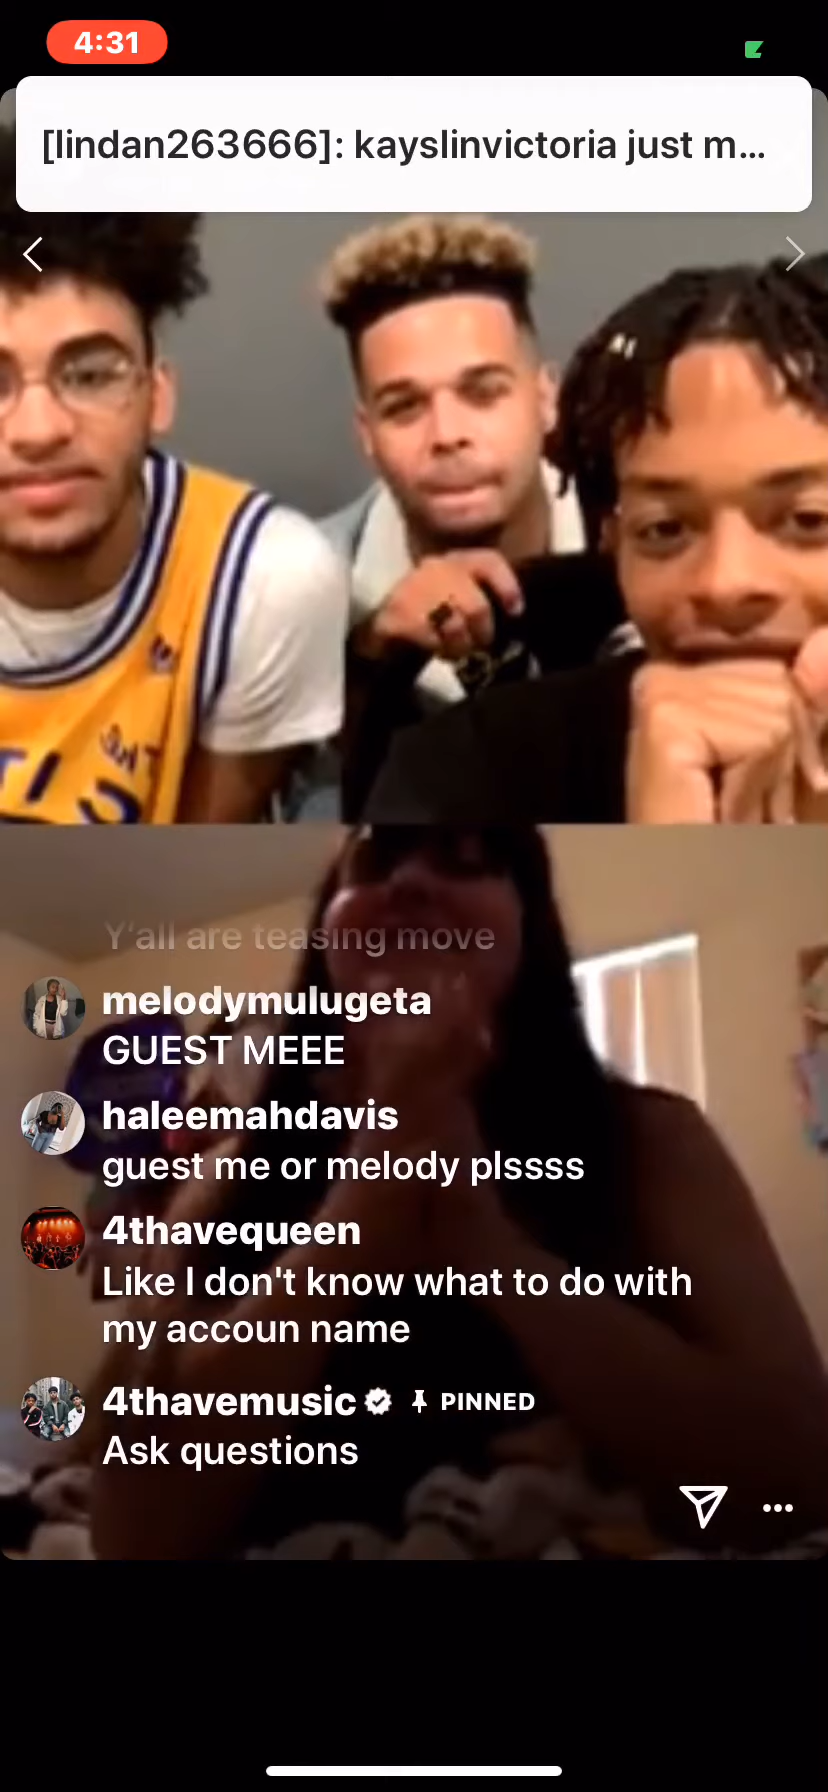 4:31
[lindan263666]: kayslinvictoria just m...
Y'all are teasing move
melodymulugeta
GUEST MEEE
haleemahdavis
guest me or melody plssss
4thavequeen
Like I don't know what to do with
my accoun name
4thavemusic PINNED
Ask questions